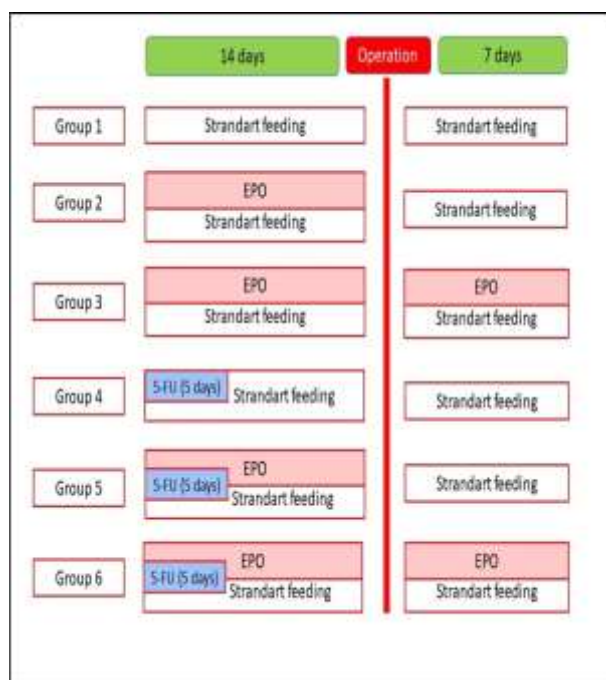 14 days Operation 7 days
Group 1 Strandart feeding Strandart feeding
EPO
Group 2 Strandart feeding Strandart feeding
EPO EPO
Group 3 Strandart feeding Strandart feeding
Group 4 5-FU (5 days) Strandart feeding Strandart feeding
EPO
Group 5 5-FU (5 days) Strandart feeding Strandart feeding
EPO EPO
Group 6 5-FU (5 days) Strandart feeding Strandart feeding